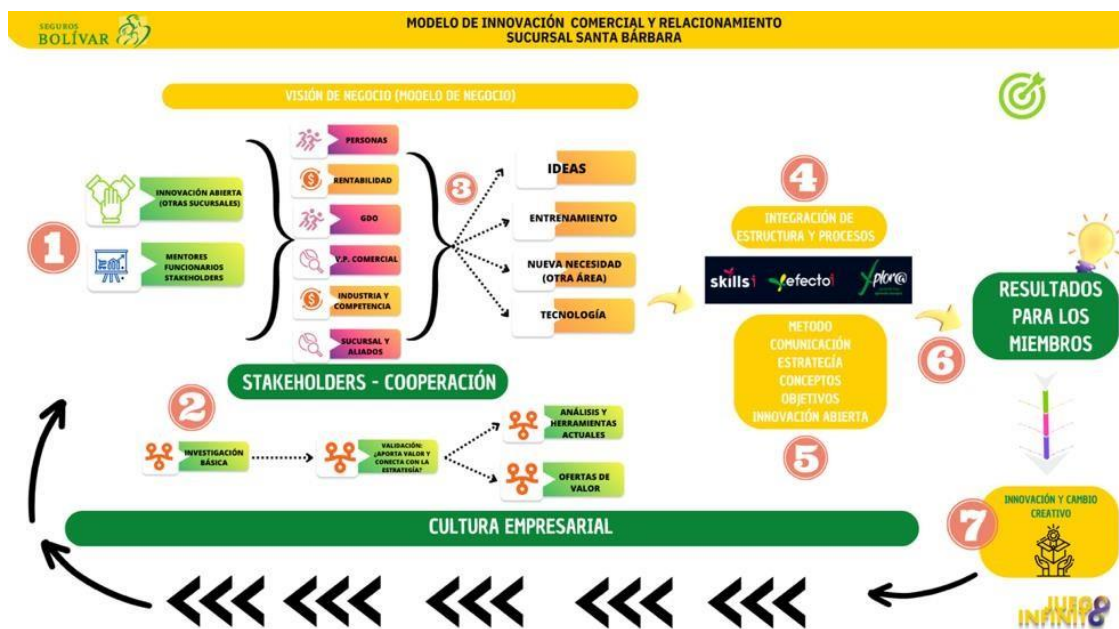 SEGUROS
BOLÍVAR
MODELO DE INNOVACIÓN COMERCIAL Y RELACIONAMIENTO
SUCURSAL SANTA BÁRBARA
VISIÓN DE NEGOCIO (MODELO DE NEGOCIO)
1
INNOVACIÓN ABIERTA
(OTRAS SUCURSALES)
MENTORES
FUNCIONARIOS
STAKEHOLDERS
PERSONAS
RENTABILIDAD
GDO
V.P. COMERCIAL
INDUSTRIA Y
COMPETENCIA
SUCURSAL Y
ALIADOS
3
IDEAS
ENTRENAMIENTO
NUEVA NECESIDAD
(OTRA ÁREA)
TECNOLOGÍA
4
INTEGRACIÓN DE
ESTRUCTURA Y PROCESOS
skills
efecto
Xplor@
METODO
COMUNICACIÓN
ESTRATEGÍA
CONCEPTOS
OBJETIVOS
INNOVACIÓN ABIERTA
5
6
RESULTADOS
PARA LOS
MIEMBROS
STAKEHOLDERS - COOPERACIÓN
2
INVESTIGACIÓN
BÁSICA
VALIDACIÓN:
¿APORTA VALOR Y
CONECTA CON LA
ESTRATEGIA?
ANÁLISIS Y
HERRAMIENTAS
ACTUALES
OFERTAS DE
VALOR
CULTURA EMPRESARIAL
7
INNOVACIÓN Y CAMBIO
CREATIVO
JUEGO
INFINITO